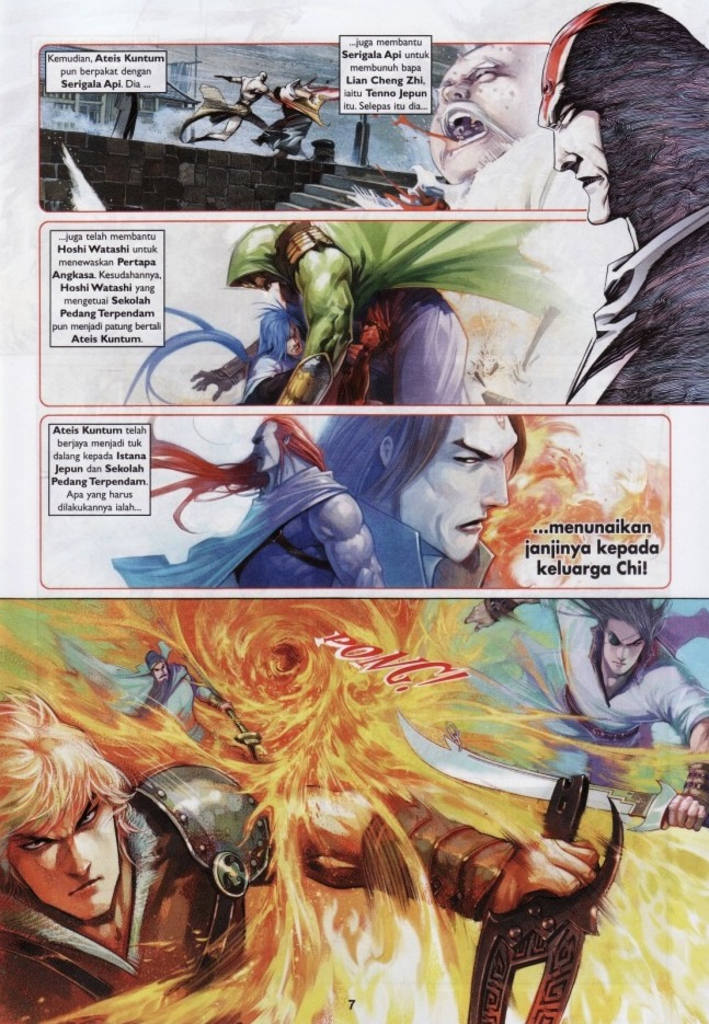 Kemudian, Ateis Kuntum
pun berpakat dengan
Serigala Api. Dia ...
...juga membantu
Serigala Api untuk
membunuh bapa
Lian Cheng Zhi,
iaitu Tenno Jepun
itu. Selepas itu dia...
...juga telah membantu
Hoshi Watashi untuk
menewaskan Pertapa
Angkasa. Kesudahannya,
Hoshi Watashi yang
mengetuai Sekolah
Pedang Terpendam
pun menjadi patung bertali
Ateis Kuntum.
Ateis Kuntum telah
berjaya menjadi tuk
dalang kepada Istana
Jepun dan Sekolah
Pedang Terpendam.
Apa yang harus
dilakukannya ialah...
...menunaikan
janjinya kepada
keluarga Chi!
PONG!
7